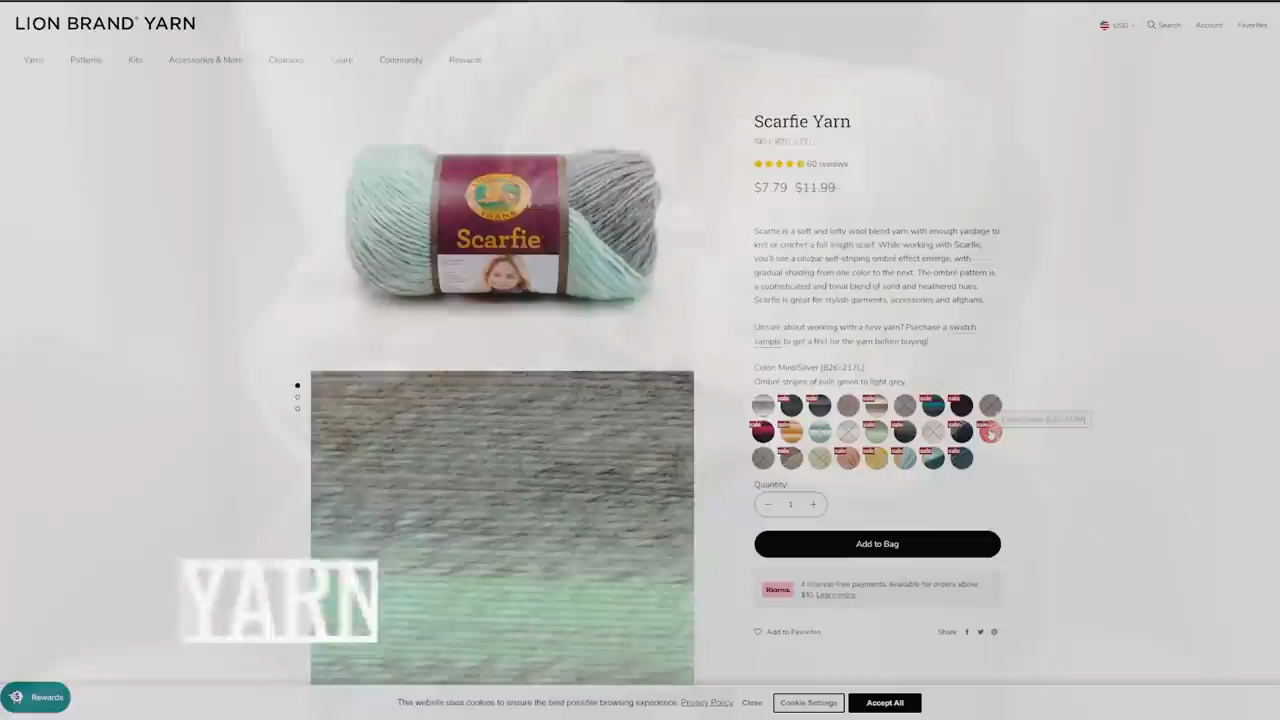 LION BRAND® YARN
USD
Search
Account
Favorites
Yarns
Patterns
Kits
Accessories & More
Clearance
Learn
Community
Rewards
Scarfie
Scarfie Yarn
60 reviews
$7.79 $11.99
Scarfie is a soft and lofty wool blend yarn with enough yardage to
knit or crochet a full length scarf. While working with Scarfie,
you'll see a unique self-striping ombré effect emerge, with
gradual shading from one color to the next. The ombré pattern is
a sophisticated and tonal blend of solid and heathered hues.
Scarfie is great for stylish garments, accessories and afghans.
Unsure about working with a new yarn? Purchase a swatch
sample to get a feel for the yarn before buying!
Color: Mint/Silver [826-217L]
Ombré stripes of pale green to light grey
Quantity:
− 1 +
Add to Bag
Klarna.
4 interest-free payments. Available for orders above
$10. Learn more
Add to Favorites
Share
YARN
Rewards
This website uses cookies to ensure the best possible browsing experience. Privacy Policy
Close
Cookie Settings
Accept All